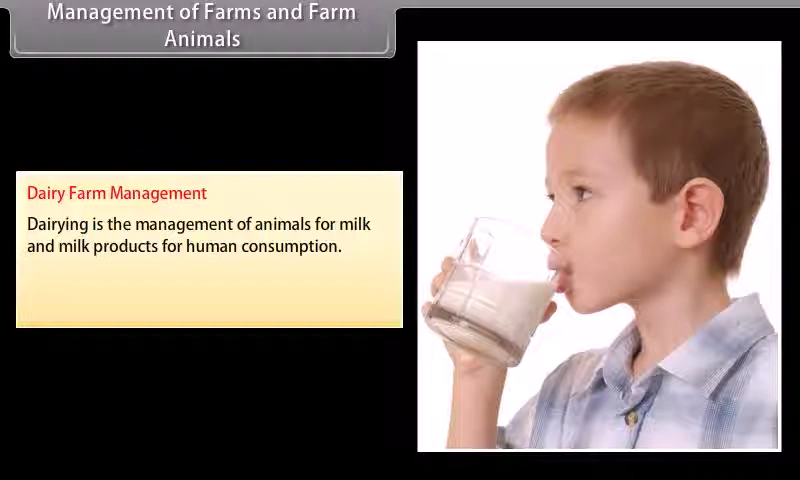 Management of Farms and Farm
Animals
Dairy Farm Management
Dairying is the management of animals for milk
and milk products for human consumption.